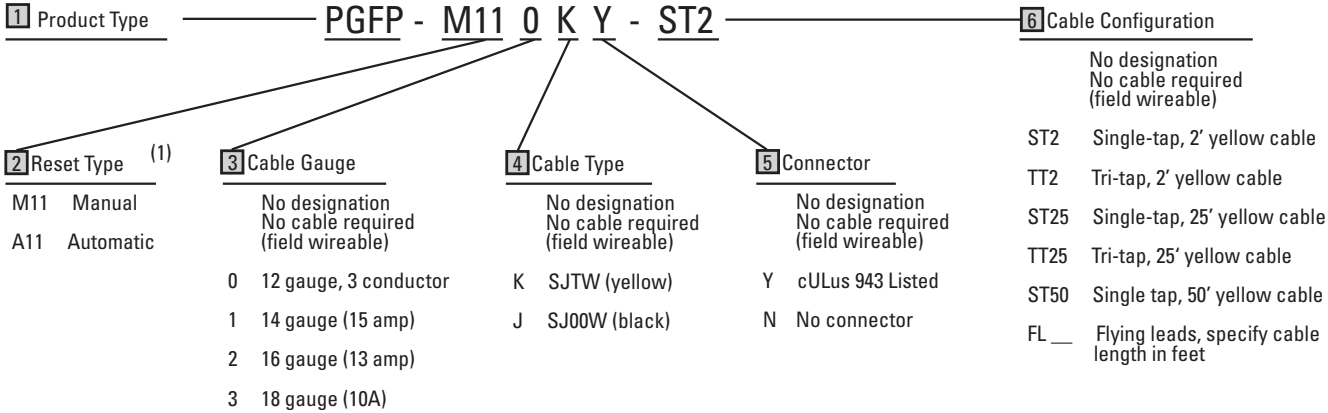 1 Product Type
PGFP - M11 0 K Y - ST2
6 Cable Configuration
No designation
No cable required
(field wireable)
ST2 Single-tap, 2′ yellow cable
TT2 Tri-tap, 2′ yellow cable
ST25 Single-tap, 25′ yellow cable
TT25 Tri-tap, 25′ yellow cable
ST50 Single tap, 50′ yellow cable
FL __ Flying leads, specify cable
length in feet
2 Reset Type (1)
M11 Manual
A11 Automatic
3 Cable Gauge
No designation
No cable required
(field wireable)
0 12 gauge, 3 conductor
1 14 gauge (15 amp)
2 16 gauge (13 amp)
3 18 gauge (10A)
4 Cable Type
No designation
No cable required
(field wireable)
K SJTW (yellow)
J SJ00W (black)
5 Connector
No designation
No cable required
(field wireable)
Y cULus 943 Listed
N No connector